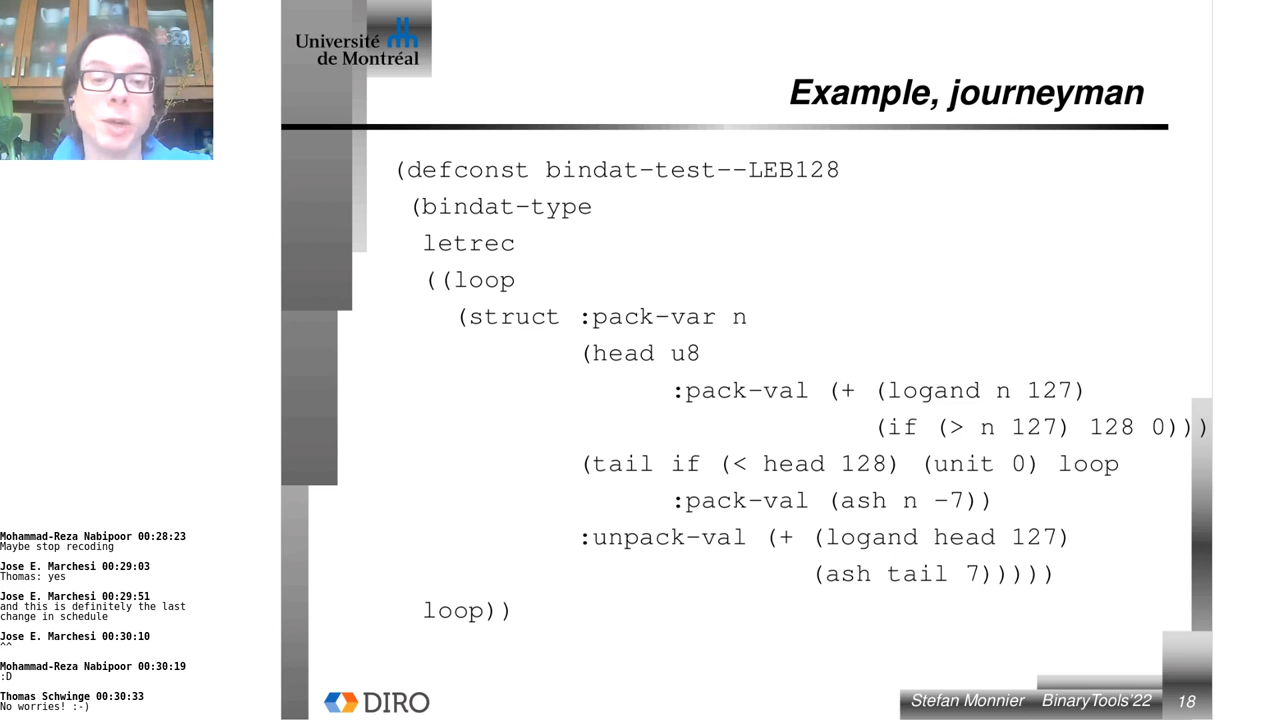 Université
de Montréal
Example, journeyman
(defconst bindat-test--LEB128
(bindat-type
letrec
((loop
(struct :pack-var n
(head u8
:pack-val (+ (logand n 127)
(if (> n 127) 128 0)))
(tail if (< head 128) (unit 0) loop
:pack-val (ash n -7))
:unpack-val (+ (logand head 127)
(ash tail 7)))))
loop))
DIRO
Stefan Monnier BinaryTools'22 18
Mohammad-Reza Nabipoor 00:28:23
Maybe stop recoding
Jose E. Marchesi 00:29:03
Thomas: yes
Jose E. Marchesi 00:29:51
and this is definitely the last
change in schedule
Jose E. Marchesi 00:30:10
^^
Mohammad-Reza Nabipoor 00:30:19
:D
Thomas Schwinge 00:30:33
No worries! :-)